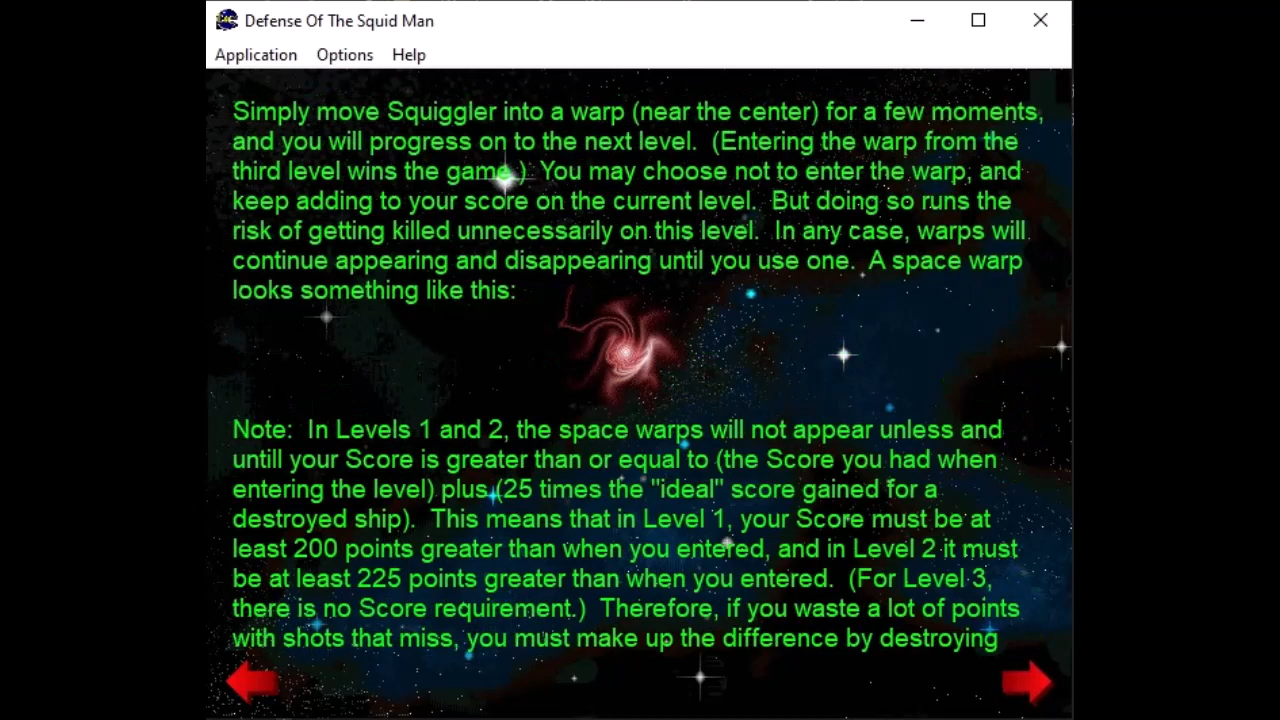 Defense Of The Squid Man
Application Options Help
Simply move Squiggler into a warp (near the center) for a few moments,
and you will progress on to the next level.  (Entering the warp from the
third level wins the game.)  You may choose not to enter the warp, and
keep adding to your score on the current level.  But doing so runs the
risk of getting killed unnecessarily on this level.  In any case, warps will
continue appearing and disappearing until you use one.  A space warp
looks something like this:
Note:  In Levels 1 and 2, the space warps will not appear unless and
untill your Score is greater than or equal to (the Score you had when
entering the level) plus (25 times the "ideal" score gained for a
destroyed ship).  This means that in Level 1, your Score must be at
least 200 points greater than when you entered, and in Level 2 it must
be at least 225 points greater than when you entered.  (For Level 3,
there is no Score requirement.)  Therefore, if you waste a lot of points
with shots that miss, you must make up the difference by destroying